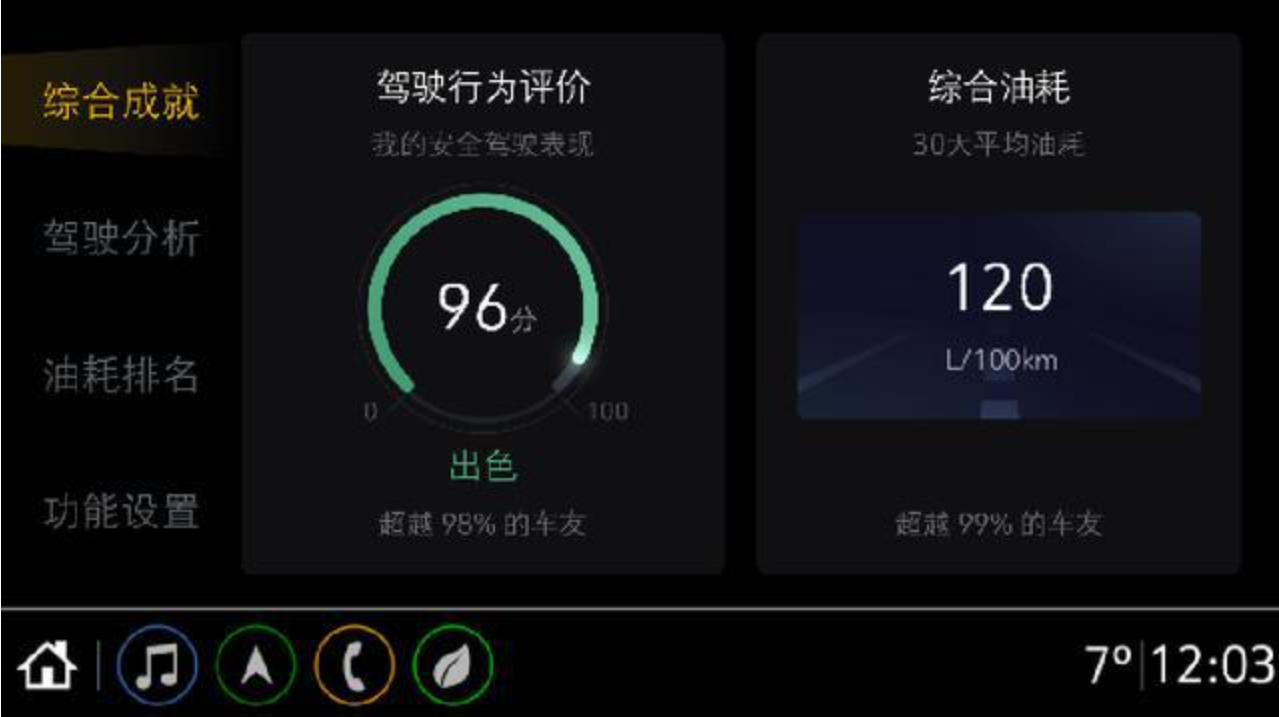 综合成就
驾驶分析
油耗排名
功能设置
驾驶行为评价
我的安全驾驶表现
96分
0
100
出色
超越 98% 的车友
综合油耗
30天平均油耗
120
L/100km
超越 99% 的车友
7° 12:03